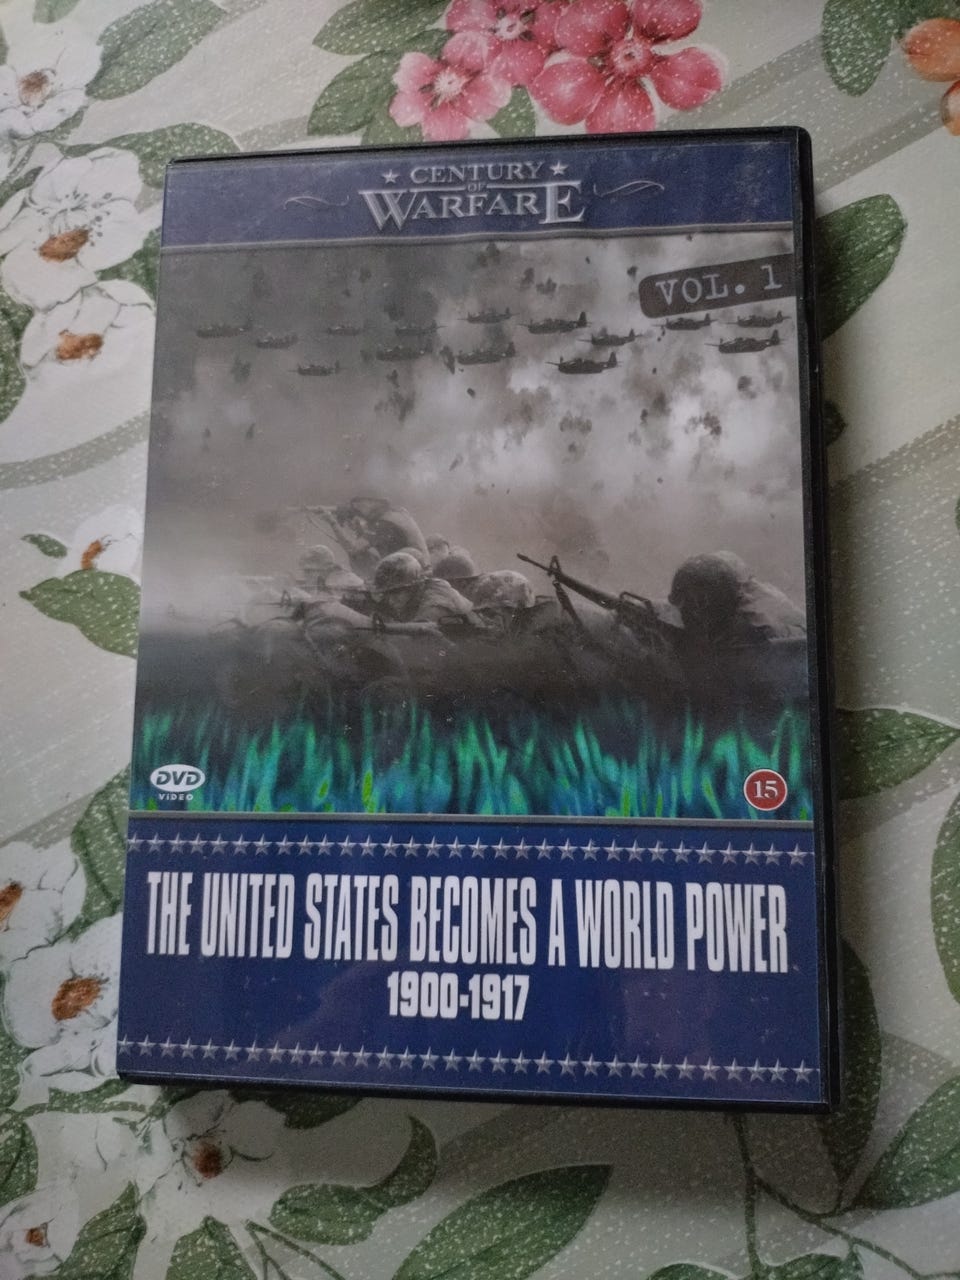 CENTURY
OF
WARFARE
VOL. 1
DVD
VIDEO
15
THE UNITED STATES BECOMES A WORLD POWER
1900-1917